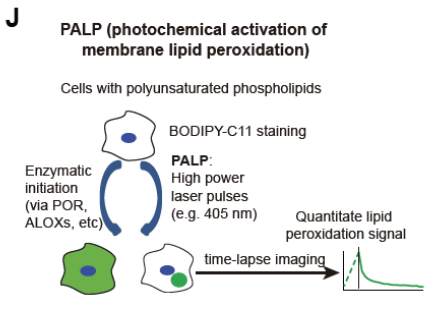 J
PALP (photochemical activation of
membrane lipid peroxidation)
Cells with polyunsaturated phospholipids
BODIPY-C11 staining
Enzymatic
initiation
(via POR,
ALOXs, etc)
PALP:
High power
laser pulses
(e.g. 405 nm)
Quantitate lipid
peroxidation signal
time-lapse imaging